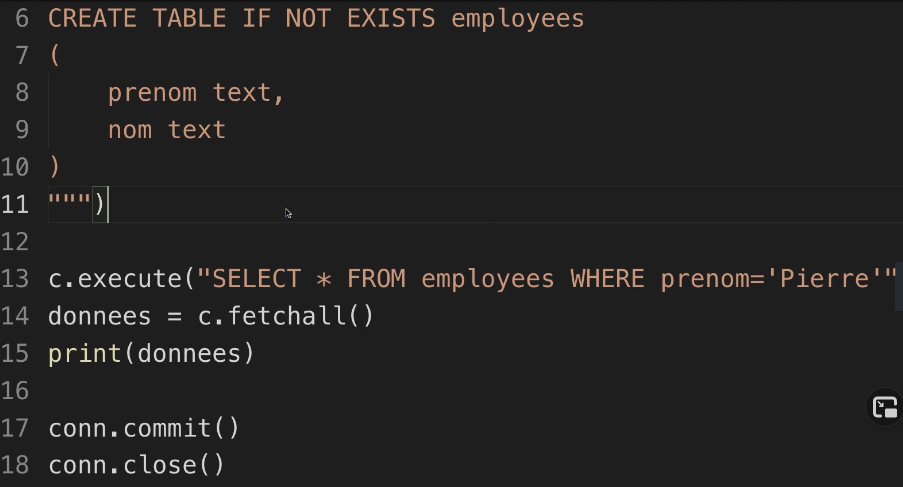 6 CREATE TABLE IF NOT EXISTS employees
7 (
8 prenom text,
9 nom text
10 )
11 """)
12
13 c.execute("SELECT * FROM employees WHERE prenom='Pierre'"
14 donnees = c.fetchall()
15 print(donnees)
16
17 conn.commit()
18 conn.close()